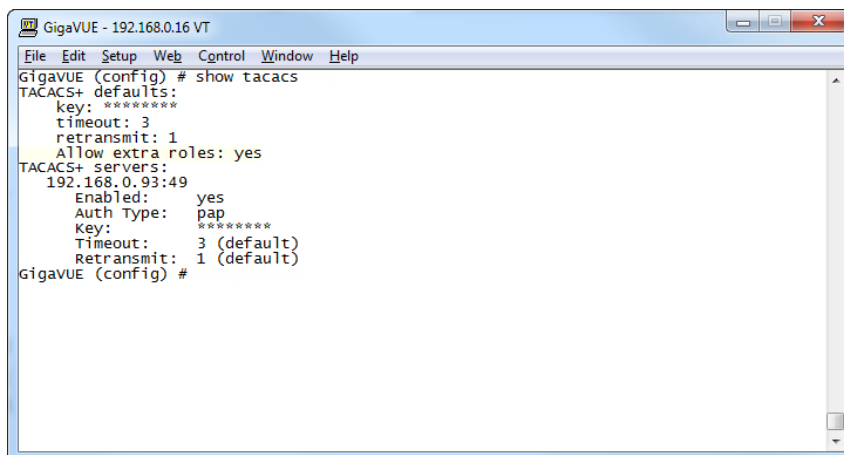 GigaVUE - 192.168.0.16 VT
File Edit Setup Web Control Window Help
GigaVUE (config) # show tacacs
TACACS+ defaults:
key: ********
timeout: 3
retransmit: 1
Allow extra roles: yes
TACACS+ servers:
192.168.0.93:49
Enabled: yes
Auth Type: pap
Key: ********
Timeout: 3 (default)
Retransmit: 1 (default)
GigaVUE (config) #